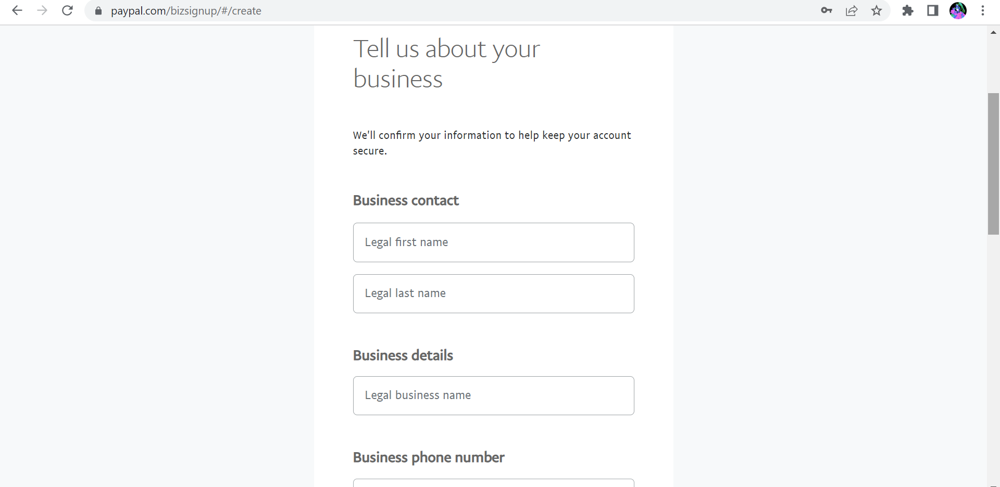 paypal.com/bizsignup/#/create
Tell us about your
business
We'll confirm your information to help keep your account
secure.
Business contact
Legal first name
Legal last name
Business details
Legal business name
Business phone number